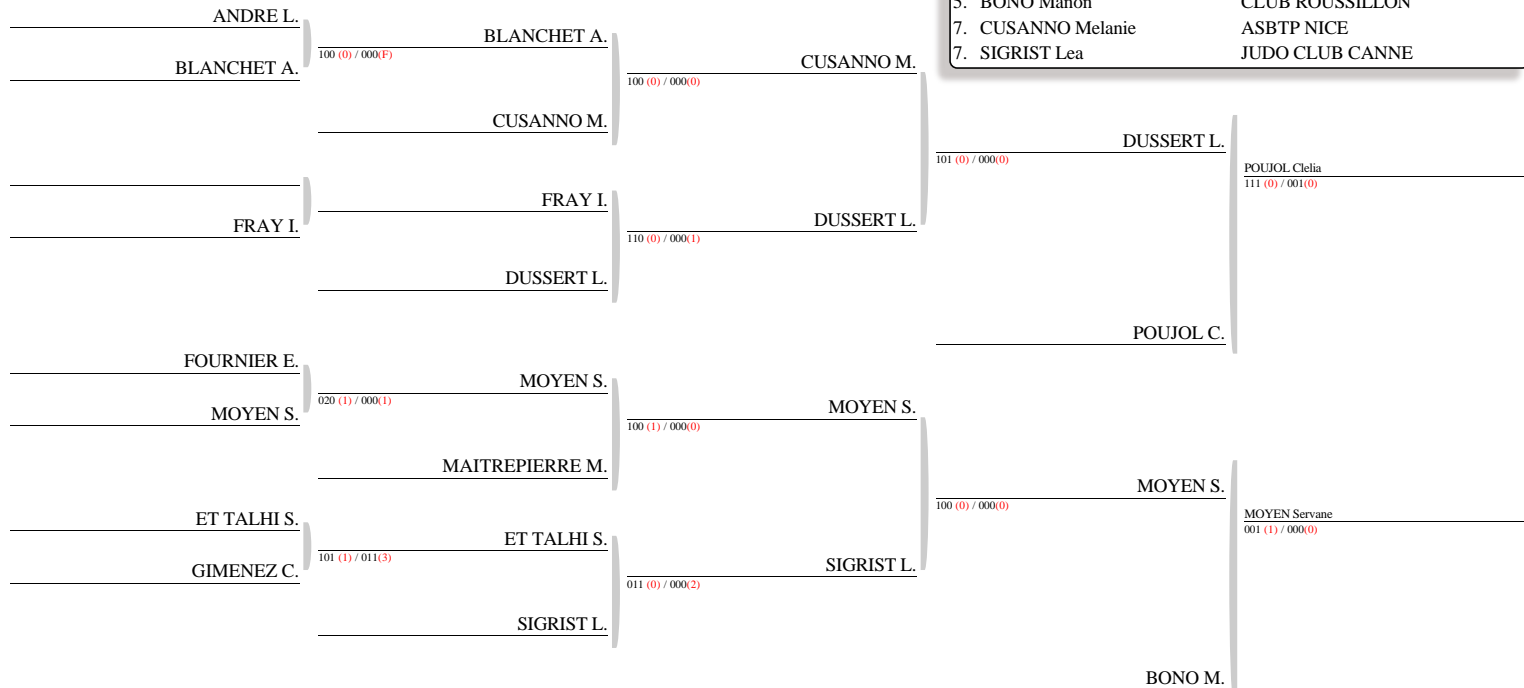 5. BONO Manon CLUB ROUSSILLON
7. CUSANNO Melanie ASBTP NICE
7. SIGRIST Lea JUDO CLUB CANNE
ANDRE L.
BLANCHET A.
FRAY I.
FOURNIER E.
MOYEN S.
ET TALHI S.
GIMENEZ C.
BLANCHET A.
100 (0) / 000(F)
CUSANNO M.
FRAY I.
DUSSERT L.
MOYEN S.
020 (1) / 000(1)
MAITREPIERRE M.
ET TALHI S.
101 (1) / 011(3)
SIGRIST L.
CUSANNO M.
100 (0) / 000(0)
DUSSERT L.
110 (0) / 000(1)
MOYEN S.
100 (1) / 000(0)
SIGRIST L.
011 (0) / 000(2)
DUSSERT L.
101 (0) / 000(0)
POUJOL C.
MOYEN S.
100 (0) / 000(0)
BONO M.
POUJOL Clelia
111 (0) / 001(0)
MOYEN Servane
001 (1) / 000(0)